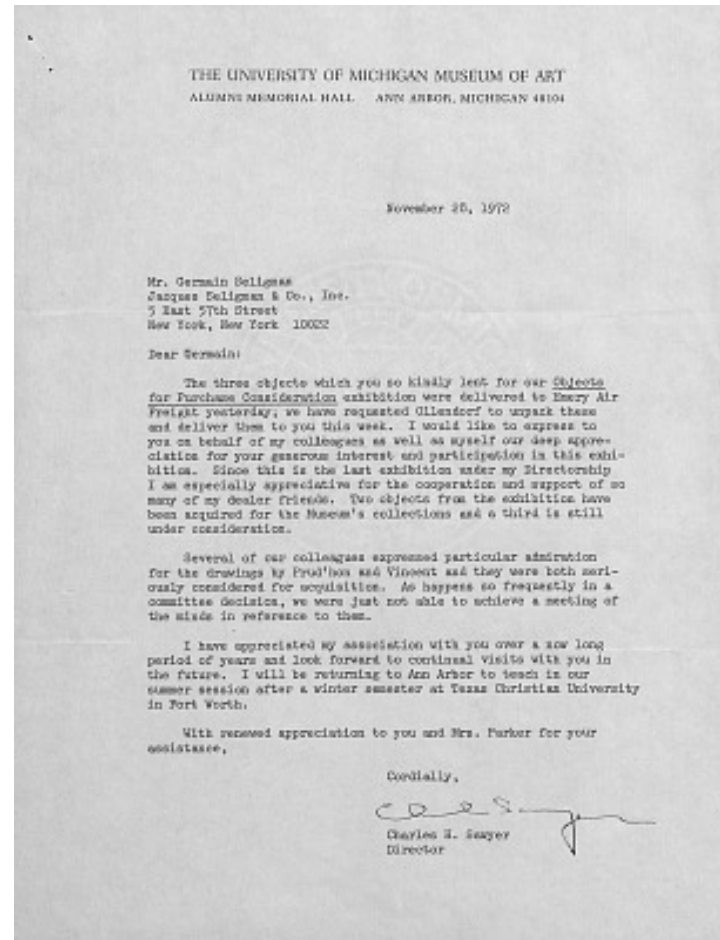 THE UNIVERSITY OF MICHIGAN MUSEUM OF ART
ALUMNI MEMORIAL HALL ANN ARBOR, MICHIGAN 48104
November 28, 1972
Mr. Germain Seligman
Jacques Seligman & Co., Inc.
5 East 57th Street
New York, New York 10022
Dear Germain:
The three objects which you so kindly lent for our Objects
for Purchase Consideration exhibition were delivered to Emery Air
Freight yesterday; we have requested Ollendorf to unpack these
and deliver them to you this week. I would like to express to
you on behalf of my colleagues as well as myself our deep appre-
ciation for your generous interest and participation in this exhi-
bition. Since this is the last exhibition under my Directorship
I am especially appreciative for the cooperation and support of so
many of my dealer friends. Two objects from the exhibition have
been acquired for the Museum's collections and a third is still
under consideration.
Several of our colleagues expressed particular admiration
for the drawings by Prud'hon and Vincent and they were both seri-
ously considered for acquisition. As happens so frequently in a
committee decision, we were just not able to achieve a meeting of
the minds in reference to them.
I have appreciated my association with you over a now long
period of years and look forward to continual visits with you in
the future. I will be returning to Ann Arbor to teach in our
summer session after a winter semester at Texas Christian University
in Fort Worth.
With renewed appreciation to you and Mrs. Parker for your
assistance,
Cordially,
Charles H. Sawyer
Director